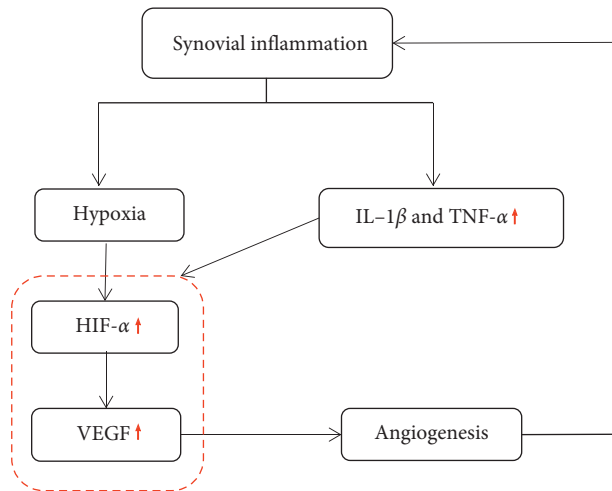 Synovial inflammation
Hypoxia
IL–1β and TNF-α
HIF-α
VEGF
Angiogenesis